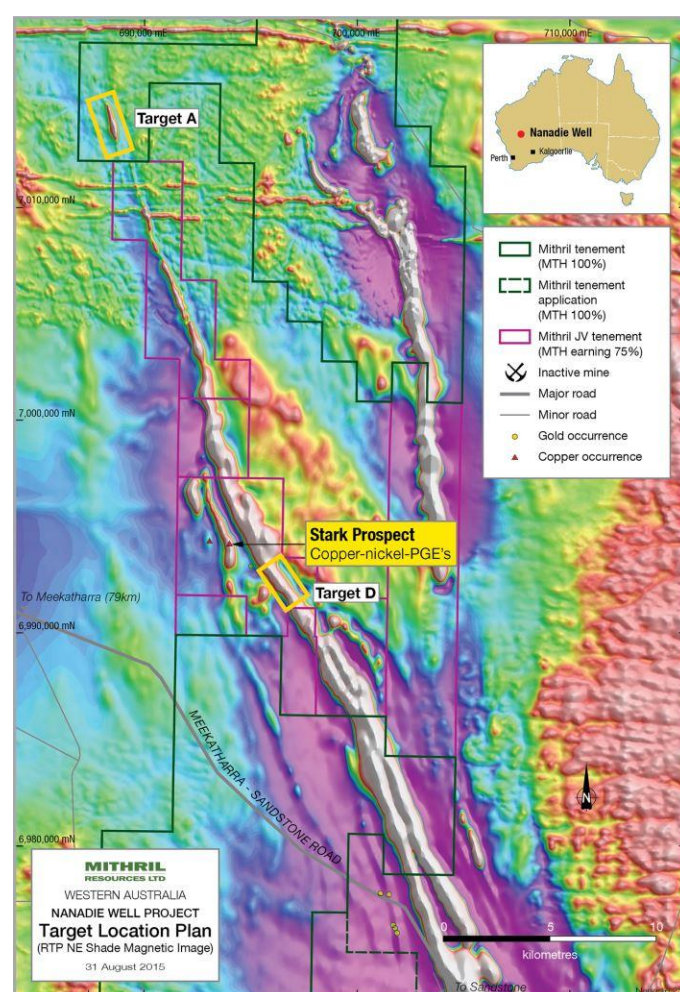 690,000 mE
700,000 mE
710,000 mE
Target A
Nanadie Well
Perth
Kalgoorlie
7,010,000 mN
Mithril tenement
(MTH 100%)
Mithril tenement
application
(MTH 100%)
Mithril JV tenement
(MTH earning 75%)
Inactive mine
Major road
Minor road
Gold occurrence
Copper occurrence
7,000,000 mN
Stark Prospect
Copper-nickel-PGE's
Target D
To Meekatharra (79km)
6,990,000 mN
MEEKATHARRA - SANDSTONE ROAD
N
6,980,000 mN
MITHRIL
RESOURCES LTD
WESTERN AUSTRALIA
NANADIE WELL PROJECT
Target Location Plan
(RTP NE Shade Magnetic Image)
31 August 2015
0 5 10
kilometres
To Sandstone